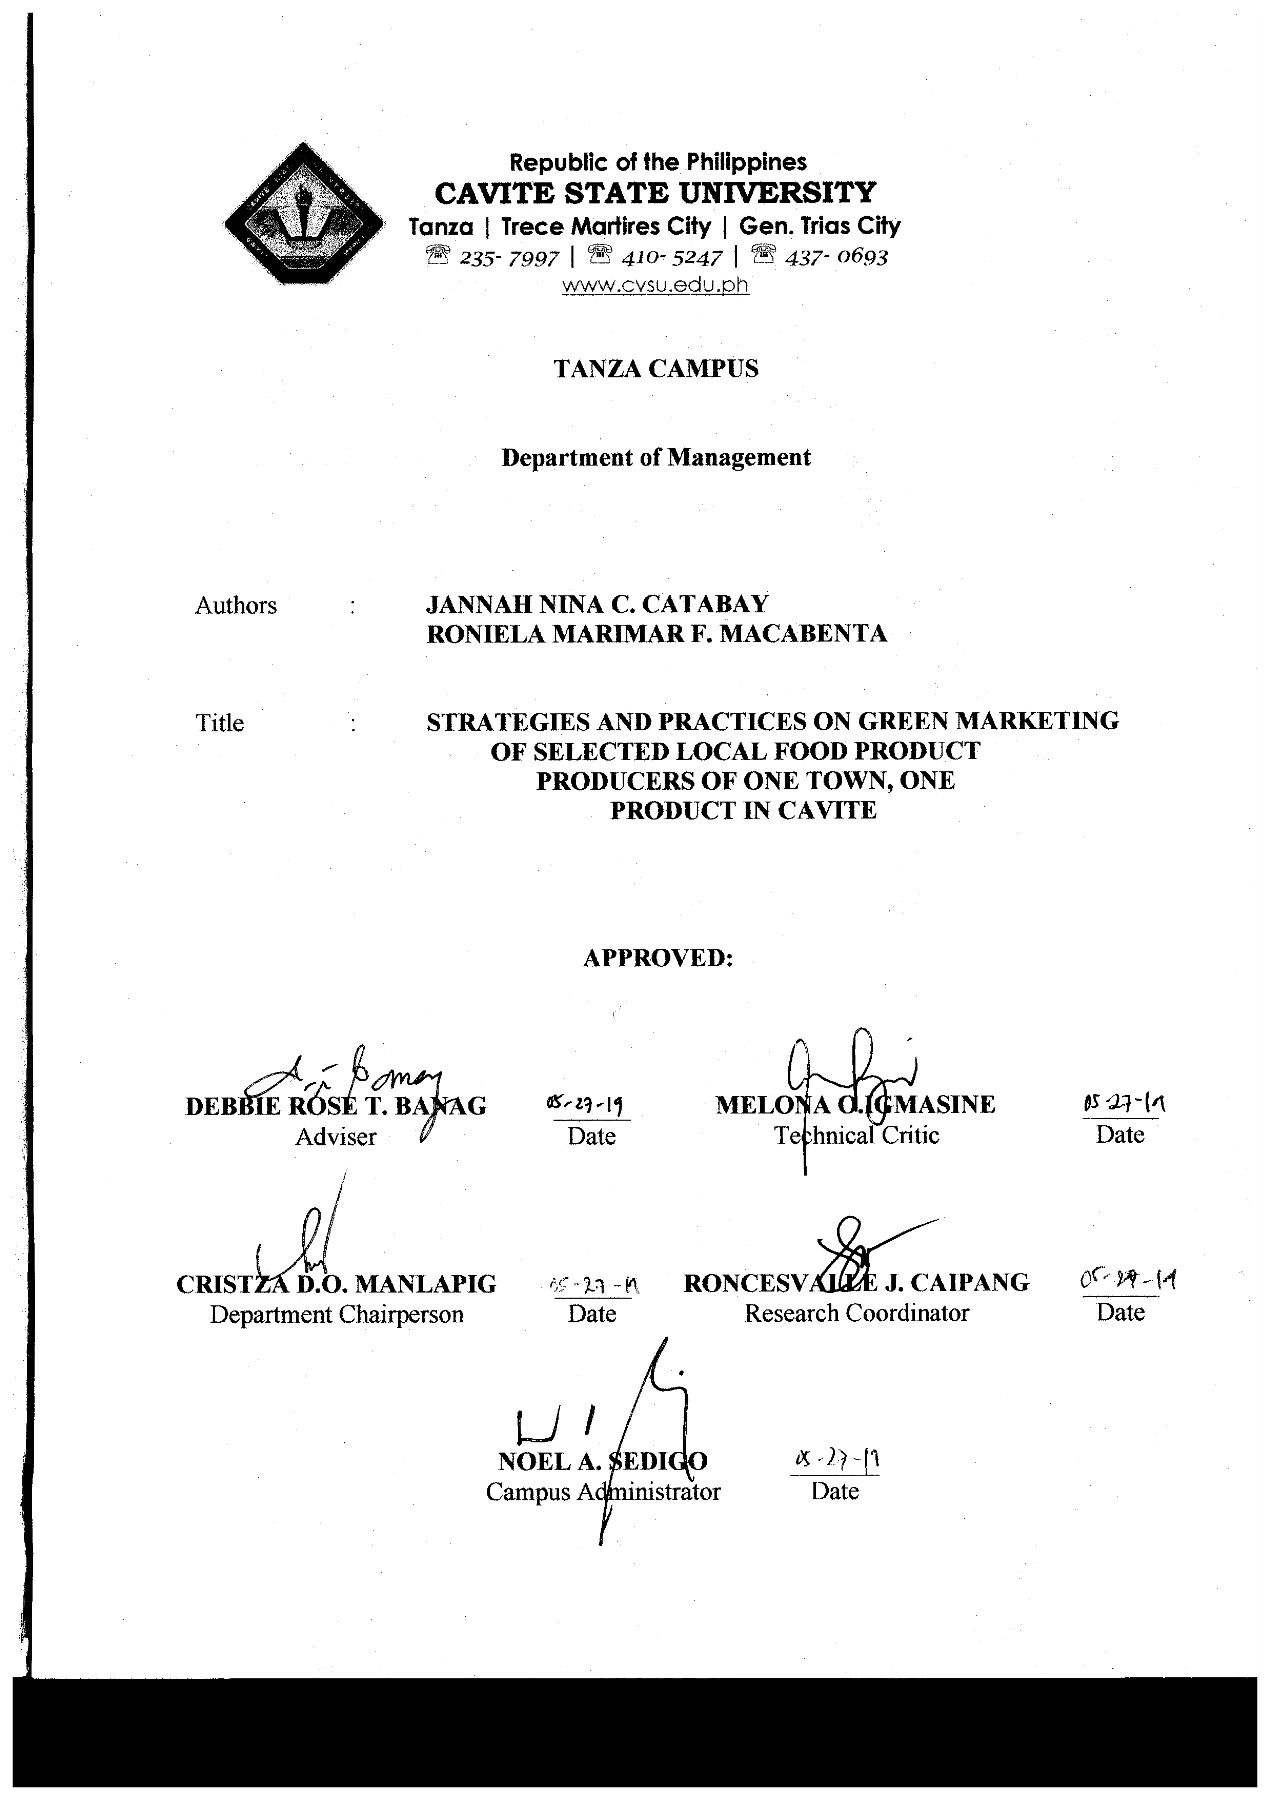 Republic of the Philippines
CAVITE STATE UNIVERSITY
Tanza | Trece Martires City | Gen. Trias City
☏ 235- 7997 | ☏ 410- 5247 | ☏ 437- 0693
www.cvsu.edu.ph
TANZA CAMPUS
Department of Management
Authors : JANNAH NINA C. CATABAY
RONIELA MARIMAR F. MACABENTA
Title : STRATEGIES AND PRACTICES ON GREEN MARKETING
OF SELECTED LOCAL FOOD PRODUCT
PRODUCERS OF ONE TOWN, ONE
PRODUCT IN CAVITE
APPROVED:
DEBBIE ROSE T. BANAG 05-27-19 MELONA O. IGMASINE 05-27-19
Adviser Date Technical Critic Date
CRISTZA D.O. MANLAPIG 05-27-19 RONCESVALLE J. CAIPANG
Department Chairperson Date Research Coordinator Date
NOEL A. SEDIGO 05-27-19
Campus Administrator Date